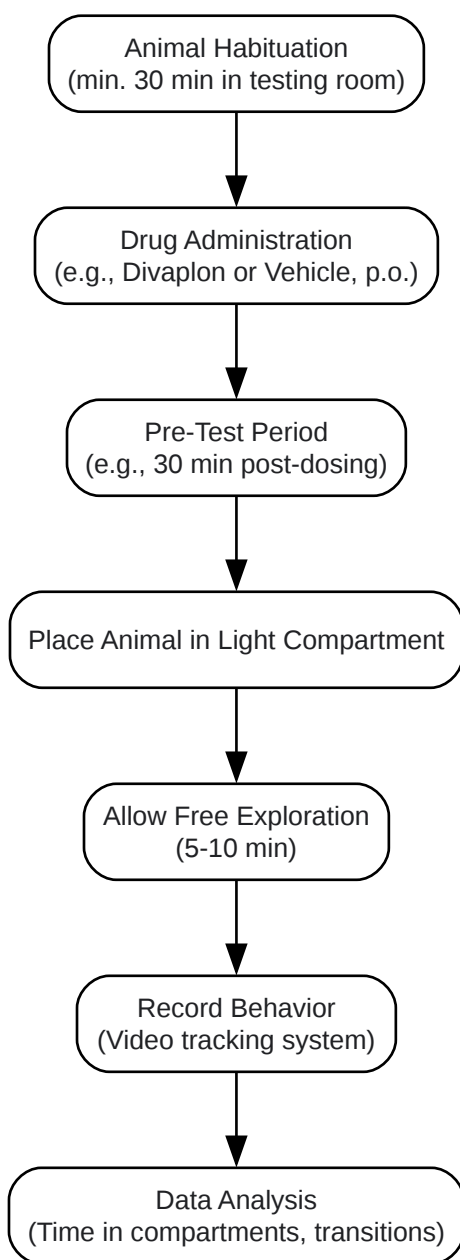 Animal Habituation
(min. 30 min in testing room)
Drug Administration
(e.g., Divaplon or Vehicle, p.o.)
Pre-Test Period
(e.g., 30 min post-dosing)
Place Animal in Light Compartment
Allow Free Exploration
(5-10 min)
Record Behavior
(Video tracking system)
Data Analysis
(Time in compartments, transitions)